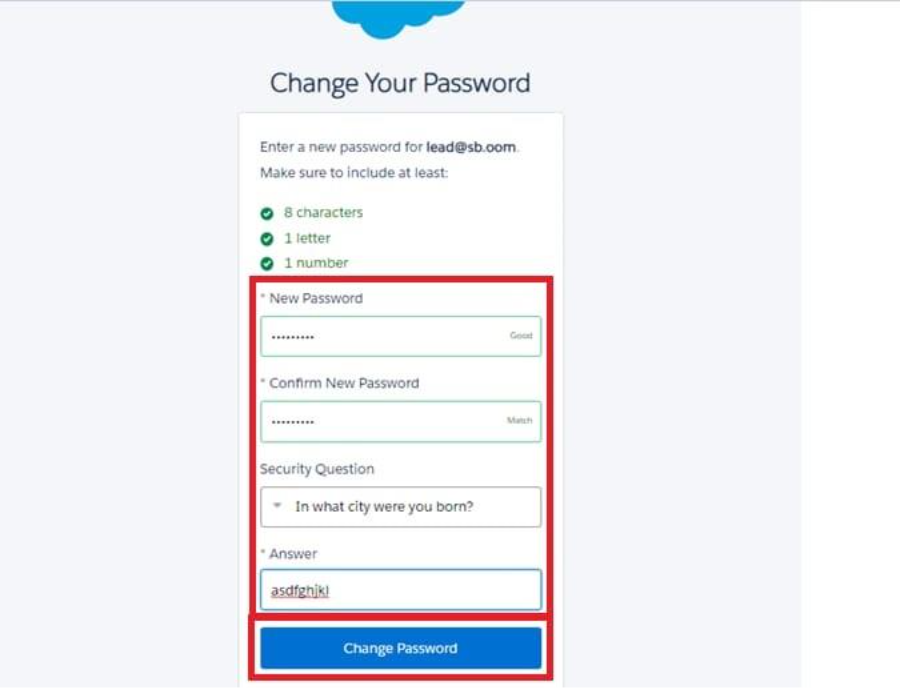 Change Your Password
Enter a new password for lead@sb.oom.
Make sure to include at least:
8 characters
1 letter
1 number
* New Password
•••••••••
Good
* Confirm New Password
•••••••••
Match
Security Question
In what city were you born?
* Answer
asdfghjkl
Change Password